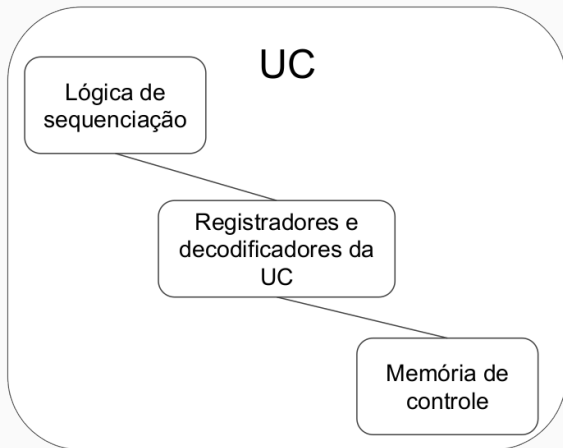 UC
Lógica de
sequenciação
Registradores e
decodificadores da
UC
Memória de
controle